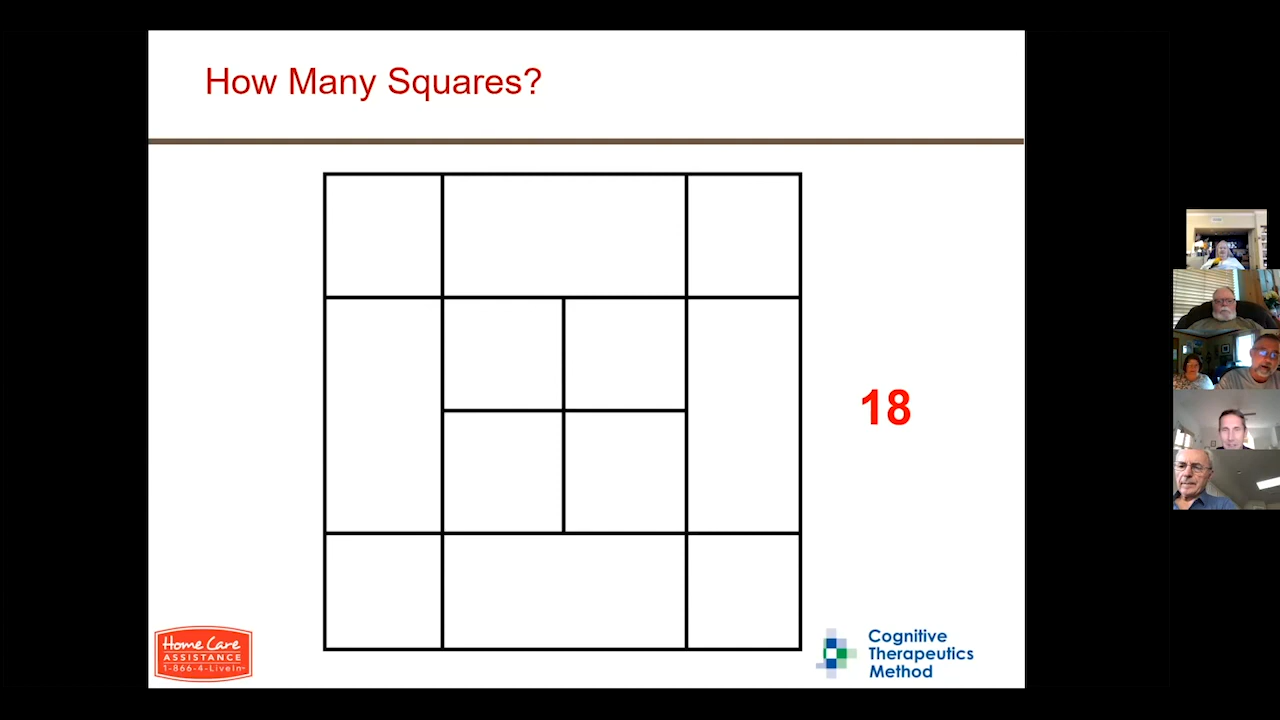 How Many Squares?
18
Home Care
ASSISTANCE
1-866-4-LiveIn
Cognitive
Therapeutics
Method